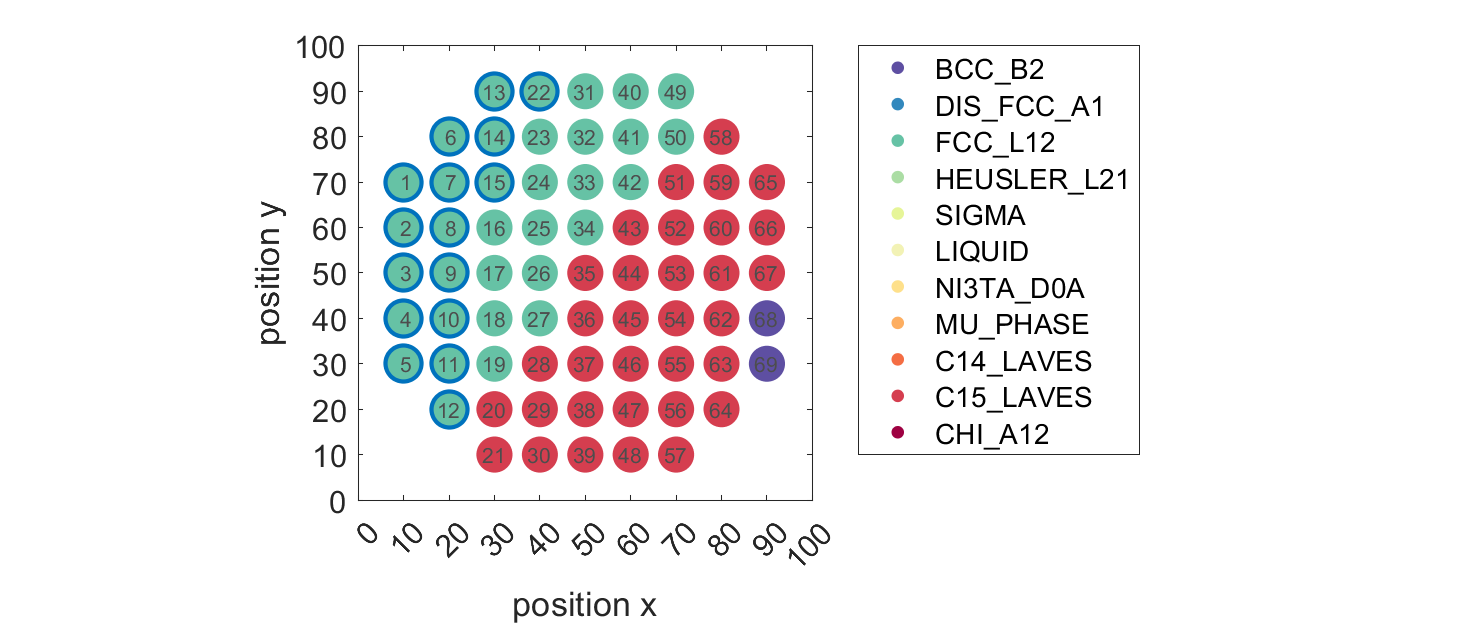 100
90
80
70
60
50
40
30
20
10
0
position y
13 22 31 40 49
6 14 23 32 41 50 58
1 7 15 24 33 42 51 59 65
2 8 16 25 34 43 52 60 66
3 9 17 26 35 44 53 61 67
4 10 18 27 36 45 54 62 68
5 11 19 28 37 46 55 63 69
12 20 29 38 47 56 64
21 30 39 48 57
0 10 20 30 40 50 60 70 80 90 100
position x
BCC_B2
DIS_FCC_A1
FCC_L12
HEUSLER_L21
SIGMA
LIQUID
NI3TA_D0A
MU_PHASE
C14_LAVES
C15_LAVES
CHI_A12